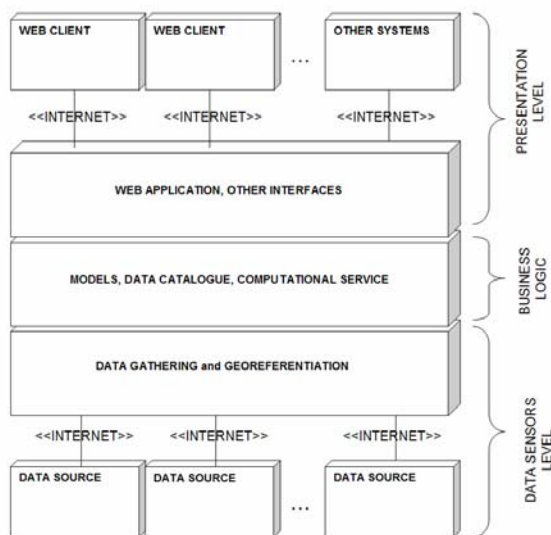 WEB CLIENT
WEB CLIENT
OTHER SYSTEMS
...
<<INTERNET>>
<<INTERNET>>
<<INTERNET>>
PRESENTATION
LEVEL
WEB APPLICATION, OTHER INTERFACES
MODELS, DATA CATALOGUE, COMPUTATIONAL SERVICE
BUSINESS
LOGIC
DATA GATHERING and GEOREFERENTIATION
<<INTERNET>>
<<INTERNET>>
<<INTERNET>>
DATA SENSORS
LEVEL
DATA SOURCE
DATA SOURCE
DATA SOURCE
...